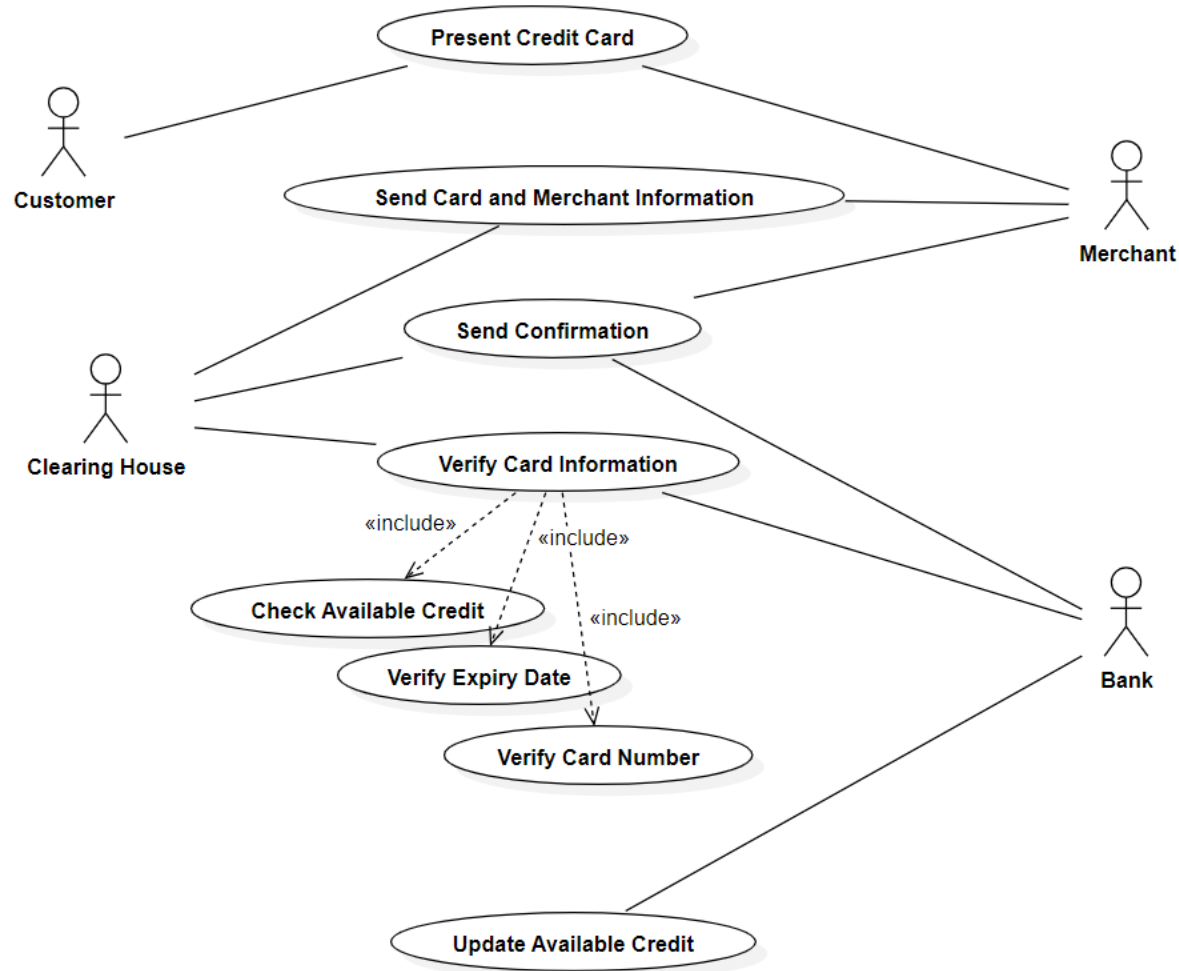 Present Credit Card
Customer
Send Card and Merchant Information
Merchant
Send Confirmation
Clearing House
Verify Card Information
«include»
«include»
Check Available Credit
«include»
Verify Expiry Date
Bank
Verify Card Number
Update Available Credit